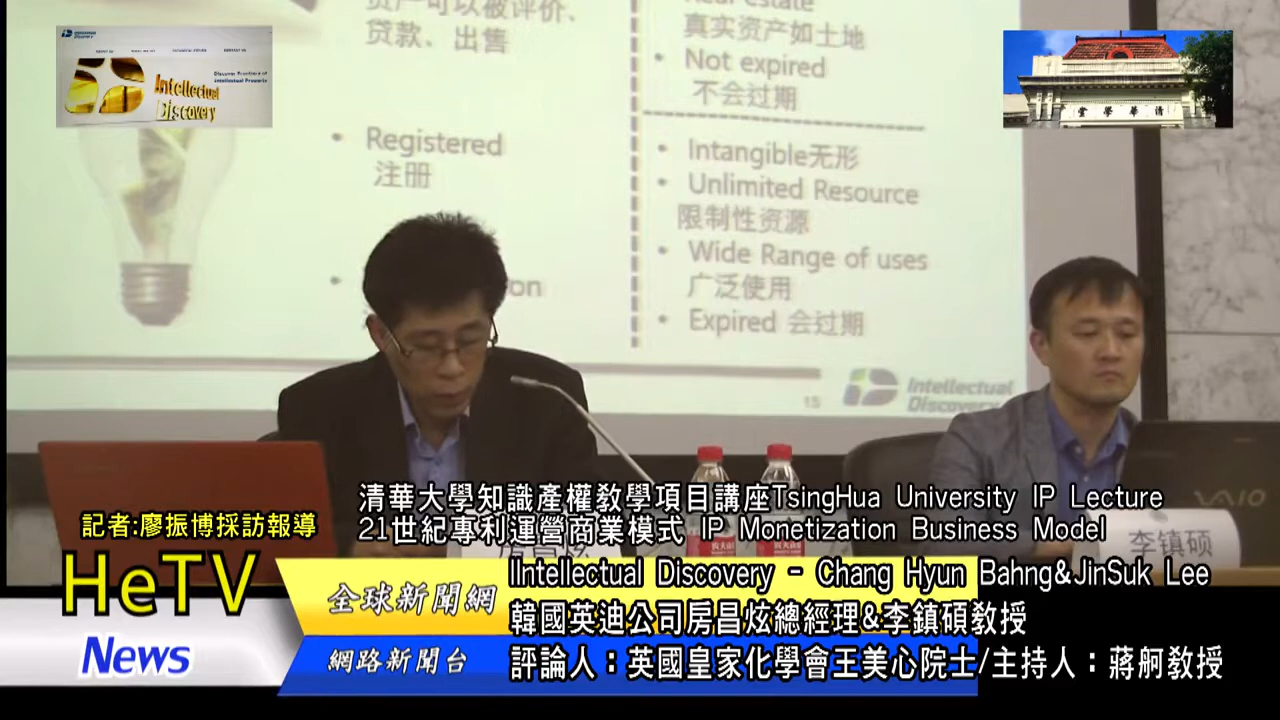 资产可以被评价、
贷款、出售
Real estate
真实资产如土地
• Not expired
不会过期
• Registered
注册
• Intangible无形
• Unlimited Resource
限制性资源
• Wide Range of uses
广泛使用
• Expired 会过期
15
Intellectual
Discovery
Intellectual
Discovery
Discover Frontiers of
Intellectual Property
堂學華清
VAIO
李镇硕
清華大學知識產權教學項目講座TsingHua University IP Lecture
21世紀專利運營商業模式 IP Monetization Business Model
記者:廖振博採訪報導
HeTV
News
全球新聞網
網路新聞台
IIntellectual Discovery - Chang Hyun Bahng&JinSuk Lee
韓國英迪公司房昌炫總經理&李鎮碩教授
評論人：英國皇家化學會王美心院士/主持人：蔣舸教授